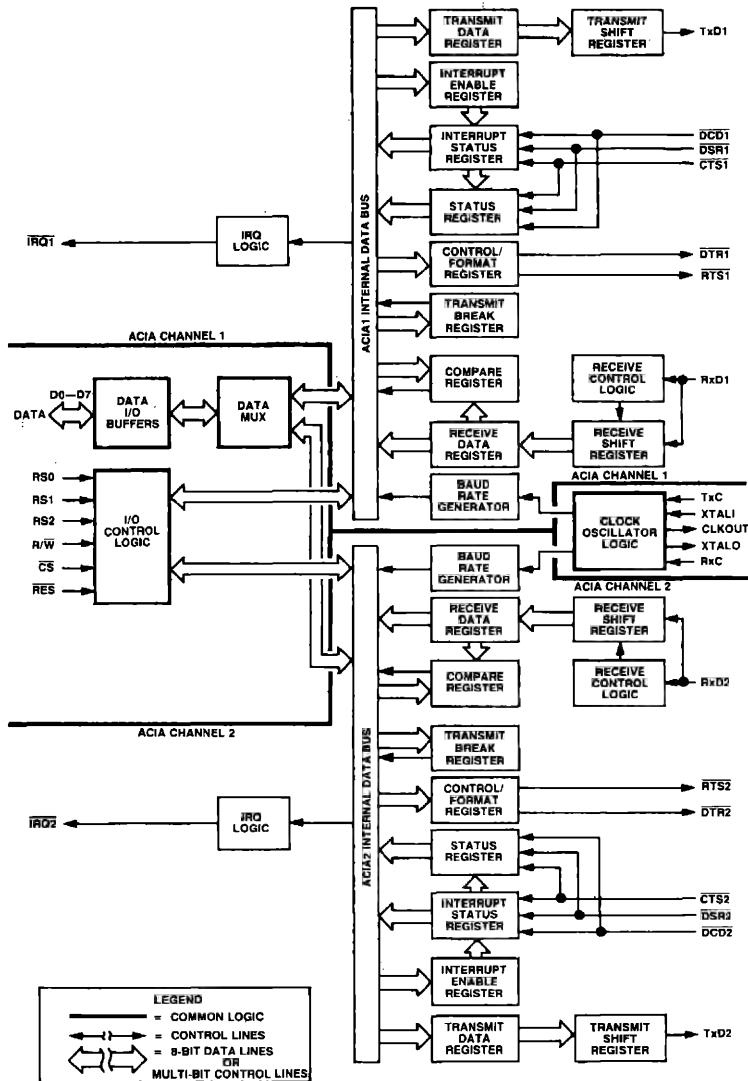 TRANSMIT
DATA
REGISTER
TRANSMIT
SHIFT
REGISTER
TxD1
INTERRUPT
ENABLE
REGISTER
INTERRUPT
STATUS
REGISTER
DCD1
DSR1
CTS1
STATUS
REGISTER
IRQ1
IRQ
LOGIC
ACIA1 INTERNAL DATA BUS
CONTROL/
FORMAT
REGISTER
DTR1
RTS1
TRANSMIT
BREAK
REGISTER
ACIA CHANNEL 1
COMPARE
REGISTER
RECEIVE
CONTROL
LOGIC
RxD1
DATA
D0—D7
DATA
I/O
BUFFERS
DATA
MUX
RECEIVE
DATA
REGISTER
RECEIVE
SHIFT
REGISTER
ACIA CHANNEL 1
RS0
RS1
RS2
R/W
CS
RES
I/O
CONTROL
LOGIC
BAUD
RATE
GENERATOR
CLOCK
OSCILLATOR
LOGIC
TxC
XTALI
CLKOUT
XTALO
RxC
BAUD
RATE
GENERATOR
ACIA CHANNEL 2
RECEIVE
DATA
REGISTER
RECEIVE
SHIFT
REGISTER
COMPARE
REGISTER
RECEIVE
CONTROL
LOGIC
RxD2
ACIA CHANNEL 2
TRANSMIT
BREAK
REGISTER
IRQ2
IRQ
LOGIC
ACIA2 INTERNAL DATA BUS
CONTROL/
FORMAT
REGISTER
RTS2
DTR2
STATUS
REGISTER
INTERRUPT
STATUS
REGISTER
CTS2
DSR2
DCD2
INTERRUPT
ENABLE
REGISTER
TRANSMIT
DATA
REGISTER
TRANSMIT
SHIFT
REGISTER
TxD2
LEGEND
= COMMON LOGIC
= CONTROL LINES
= 8-BIT DATA LINES
OR
MULTI-BIT CONTROL LINES